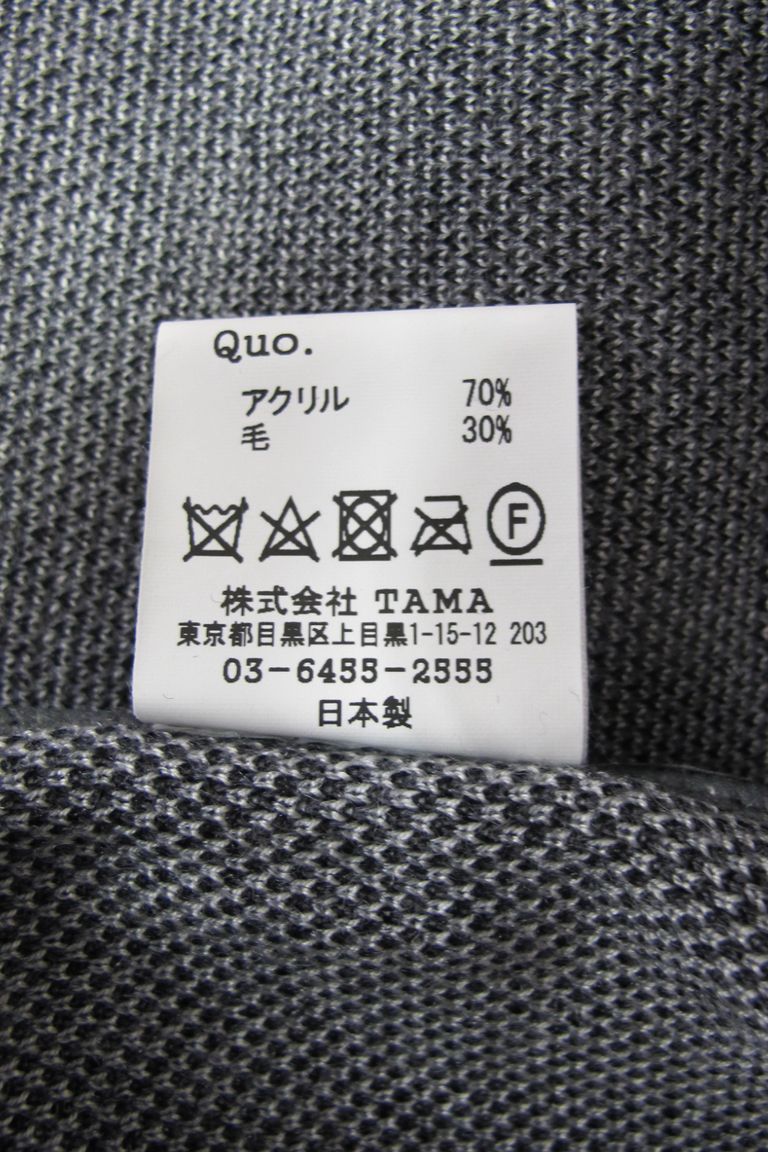 Quo.
アクリル 70%
毛 30%
F
株式会社 TAMA
東京都目黒区上目黒1-15-12 203
03-6455-2555
日本製